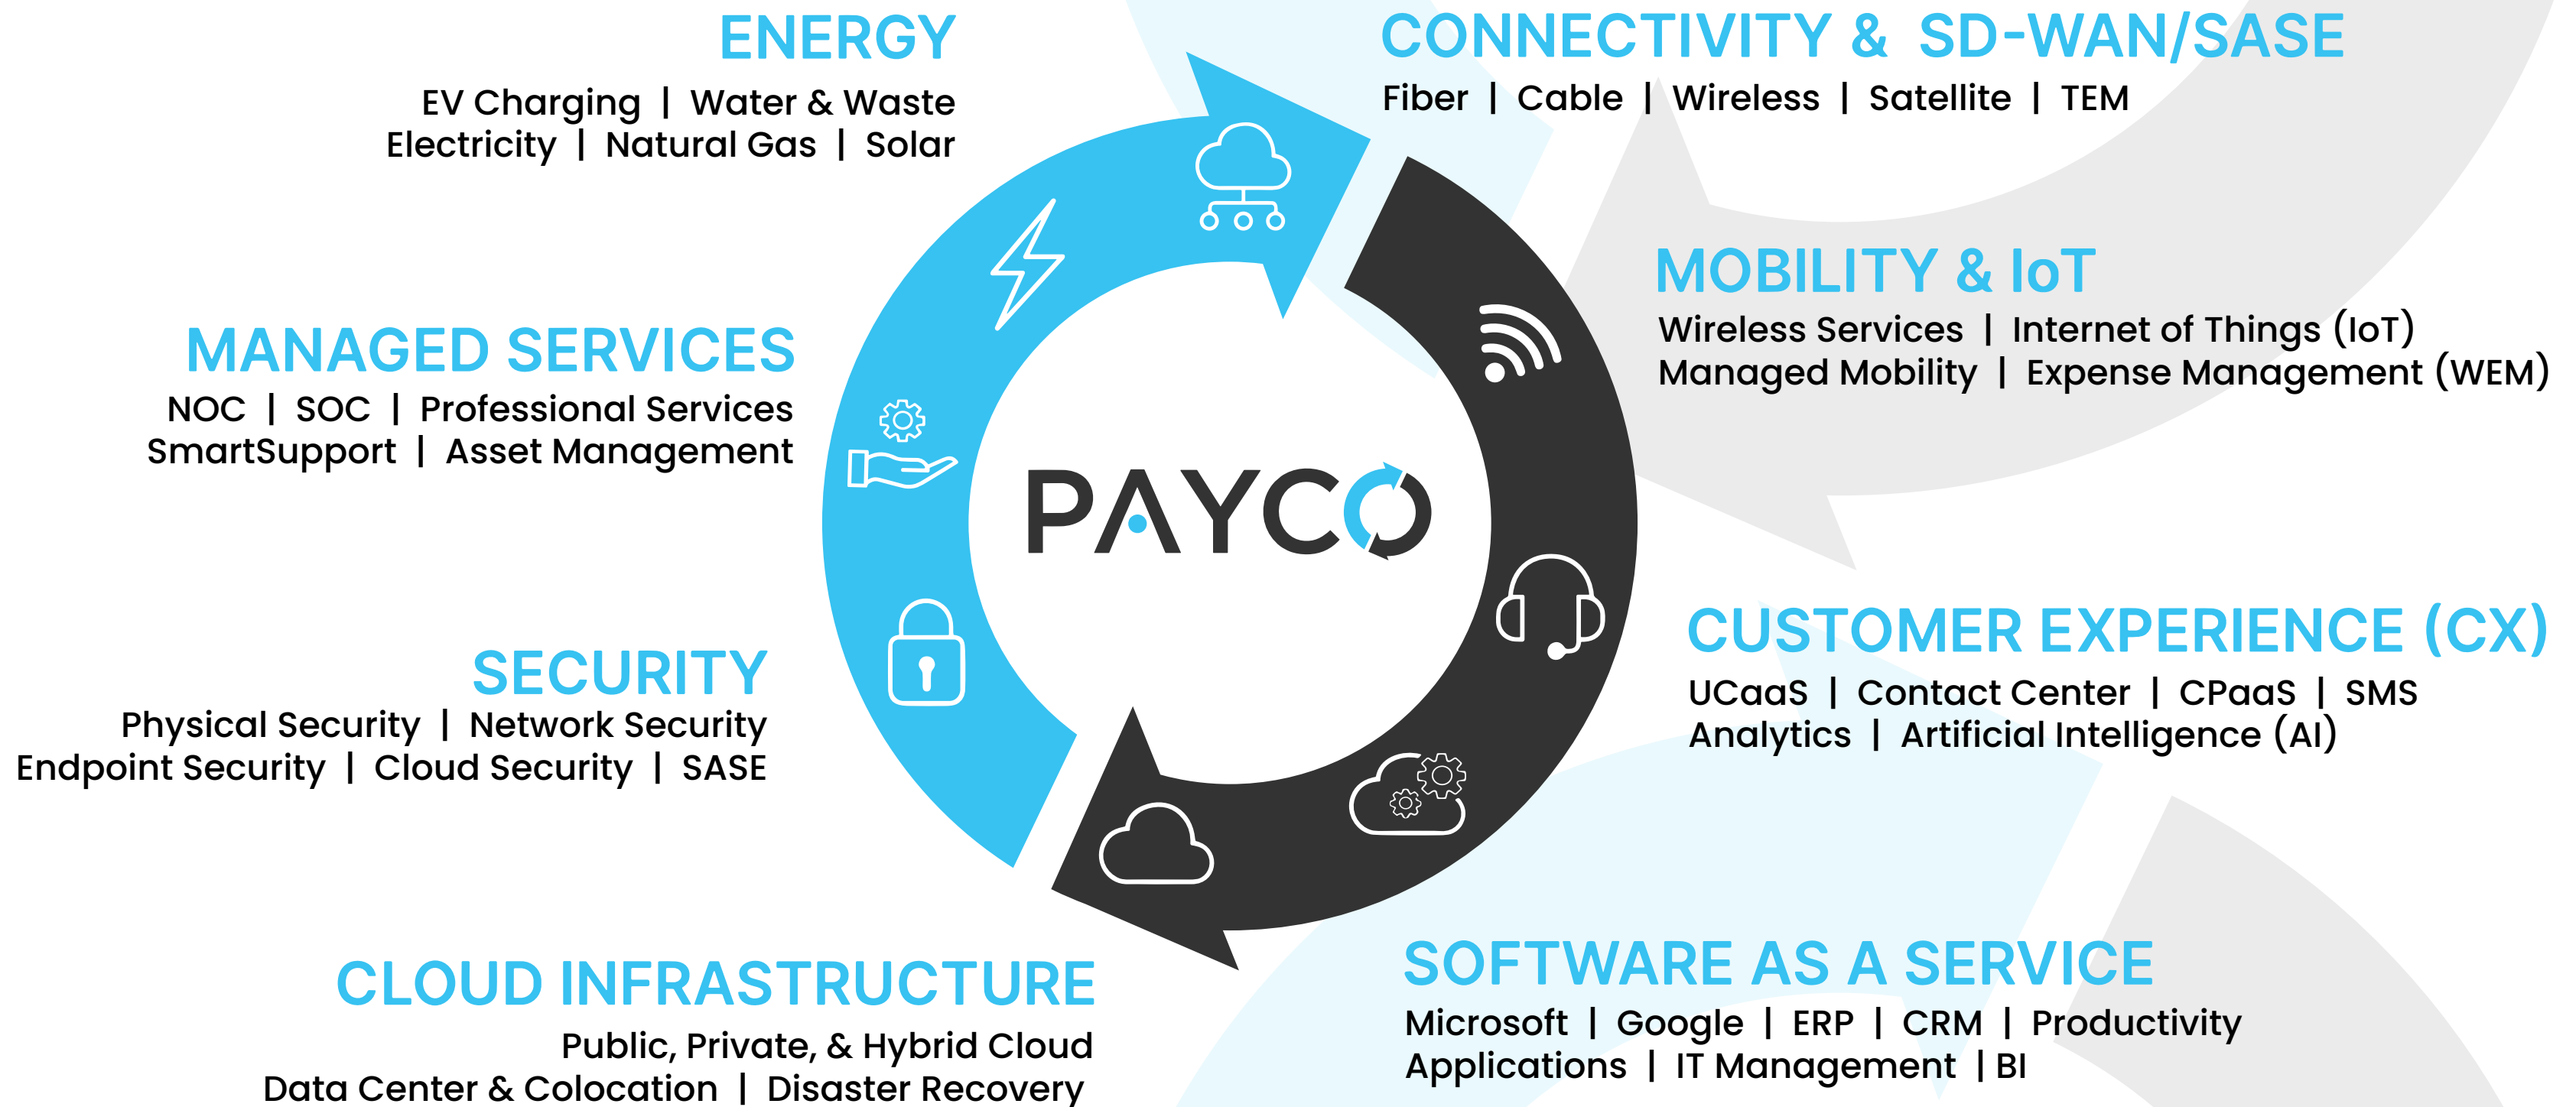 ENERGY
EV Charging | Water & Waste
Electricity | Natural Gas | Solar
CONNECTIVITY & SD-WAN/SASE
Fiber | Cable | Wireless | Satellite | TEM
MOBILITY & IoT
Wireless Services | Internet of Things (IoT)
Managed Mobility | Expense Management (WEM)
MANAGED SERVICES
NOC | SOC | Professional Services
SmartSupport | Asset Management
PAYCO
CUSTOMER EXPERIENCE (CX)
UCaaS | Contact Center | CPaaS | SMS
Analytics | Artificial Intelligence (AI)
SECURITY
Physical Security | Network Security
Endpoint Security | Cloud Security | SASE
SOFTWARE AS A SERVICE
Microsoft | Google | ERP | CRM | Productivity
Applications | IT Management | BI
CLOUD INFRASTRUCTURE
Public, Private, & Hybrid Cloud
Data Center & Colocation | Disaster Recovery